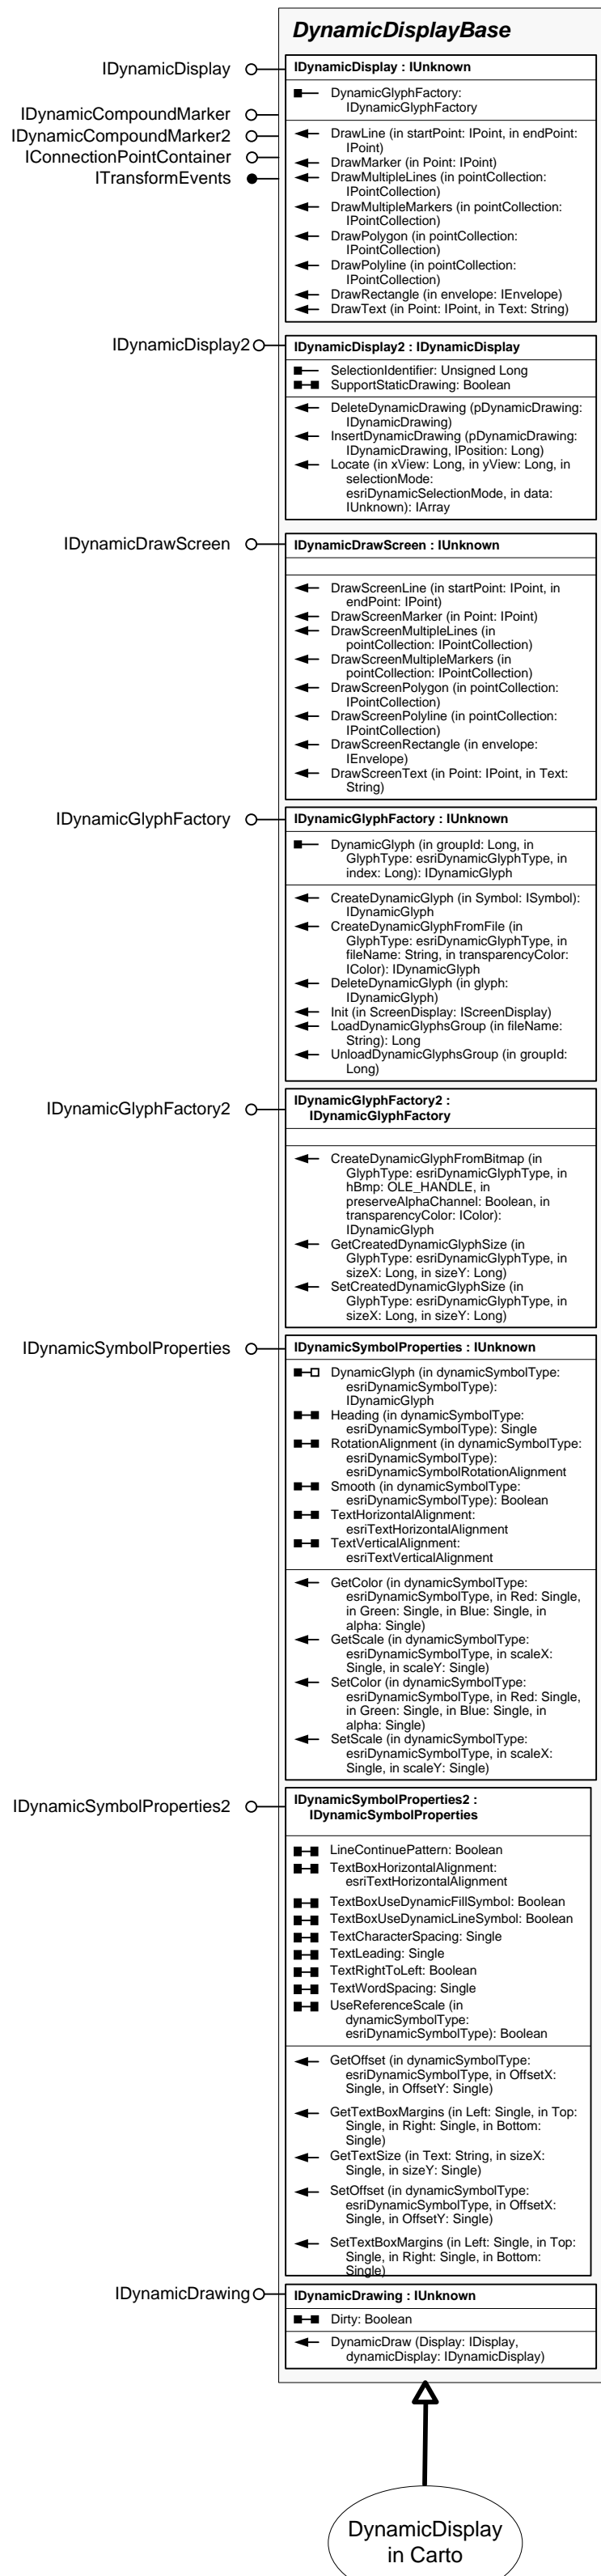 DynamicDisplayBase
IDynamicDisplay
IDynamicDisplay : IUnknown
DynamicGlyphFactory:
IDynamicGlyphFactory
IDynamicCompoundMarker
IDynamicCompoundMarker2
IConnectionPointContainer
ITransformEvents
DrawLine (in startPoint: IPoint, in endPoint:
IPoint)
DrawMarker (in Point: IPoint)
DrawMultipleLines (in pointCollection:
IPointCollection)
DrawMultipleMarkers (in pointCollection:
IPointCollection)
DrawPolygon (in pointCollection:
IPointCollection)
DrawPolyline (in pointCollection:
IPointCollection)
DrawRectangle (in envelope: IEnvelope)
DrawText (in Point: IPoint, in Text: String)
IDynamicDisplay2
IDynamicDisplay2 : IDynamicDisplay
SelectionIdentifier: Unsigned Long
SupportStaticDrawing: Boolean
DeleteDynamicDrawing (pDynamicDrawing:
IDynamicDrawing)
InsertDynamicDrawing (pDynamicDrawing:
IDynamicDrawing, lPosition: Long)
Locate (in xView: Long, in yView: Long, in
selectionMode:
esriDynamicSelectionMode, in data:
IUnknown): IArray
IDynamicDrawScreen
IDynamicDrawScreen : IUnknown
DrawScreenLine (in startPoint: IPoint, in
endPoint: IPoint)
DrawScreenMarker (in Point: IPoint)
DrawScreenMultipleLines (in
pointCollection: IPointCollection)
DrawScreenMultipleMarkers (in
pointCollection: IPointCollection)
DrawScreenPolygon (in pointCollection:
IPointCollection)
DrawScreenPolyline (in pointCollection:
IPointCollection)
DrawScreenRectangle (in envelope:
IEnvelope)
DrawScreenText (in Point: IPoint, in Text:
String)
IDynamicGlyphFactory
IDynamicGlyphFactory : IUnknown
DynamicGlyph (in groupId: Long, in
GlyphType: esriDynamicGlyphType, in
index: Long): IDynamicGlyph
CreateDynamicGlyph (in Symbol: ISymbol):
IDynamicGlyph
CreateDynamicGlyphFromFile (in
GlyphType: esriDynamicGlyphType, in
fileName: String, in transparencyColor:
IColor): IDynamicGlyph
DeleteDynamicGlyph (in glyph:
IDynamicGlyph)
Init (in ScreenDisplay: IScreenDisplay)
LoadDynamicGlyphsGroup (in fileName:
String): Long
UnloadDynamicGlyphsGroup (in groupId:
Long)
IDynamicGlyphFactory2
IDynamicGlyphFactory2 :
IDynamicGlyphFactory
CreateDynamicGlyphFromBitmap (in
GlyphType: esriDynamicGlyphType, in
hBmp: OLE_HANDLE, in
preserveAlphaChannel: Boolean, in
transparencyColor: IColor):
IDynamicGlyph
GetCreatedDynamicGlyphSize (in
GlyphType: esriDynamicGlyphType, in
sizeX: Long, in sizeY: Long)
SetCreatedDynamicGlyphSize (in
GlyphType: esriDynamicGlyphType, in
sizeX: Long, in sizeY: Long)
IDynamicSymbolProperties
IDynamicSymbolProperties : IUnknown
DynamicGlyph (in dynamicSymbolType:
esriDynamicSymbolType):
IDynamicGlyph
Heading (in dynamicSymbolType:
esriDynamicSymbolType): Single
RotationAlignment (in dynamicSymbolType:
esriDynamicSymbolType):
esriDynamicSymbolRotationAlignment
Smooth (in dynamicSymbolType:
esriDynamicSymbolType): Boolean
TextHorizontalAlignment:
esriTextHorizontalAlignment
TextVerticalAlignment:
esriTextVerticalAlignment
GetColor (in dynamicSymbolType:
esriDynamicSymbolType, in Red: Single,
in Green: Single, in Blue: Single, in
alpha: Single)
GetScale (in dynamicSymbolType:
esriDynamicSymbolType, in scaleX:
Single, in scaleY: Single)
SetColor (in dynamicSymbolType:
esriDynamicSymbolType, in Red: Single,
in Green: Single, in Blue: Single, in
alpha: Single)
SetScale (in dynamicSymbolType:
esriDynamicSymbolType, in scaleX:
Single, in scaleY: Single)
IDynamicSymbolProperties2
IDynamicSymbolProperties2 :
IDynamicSymbolProperties
LineContinuePattern: Boolean
TextBoxHorizontalAlignment:
esriTextHorizontalAlignment
TextBoxUseDynamicFillSymbol: Boolean
TextBoxUseDynamicLineSymbol: Boolean
TextCharacterSpacing: Single
TextLeading: Single
TextRightToLeft: Boolean
TextWordSpacing: Single
UseReferenceScale (in
dynamicSymbolType:
esriDynamicSymbolType): Boolean
GetOffset (in dynamicSymbolType:
esriDynamicSymbolType, in OffsetX:
Single, in OffsetY: Single)
GetTextBoxMargins (in Left: Single, in Top:
Single, in Right: Single, in Bottom:
Single)
GetTextSize (in Text: String, in sizeX:
Single, in sizeY: Single)
SetOffset (in dynamicSymbolType:
esriDynamicSymbolType, in OffsetX:
Single, in OffsetY: Single)
SetTextBoxMargins (in Left: Single, in Top:
Single, in Right: Single, in Bottom:
Single)
IDynamicDrawing
IDynamicDrawing : IUnknown
Dirty: Boolean
DynamicDraw (Display: IDisplay,
dynamicDisplay: IDynamicDisplay)
DynamicDisplay
in Carto